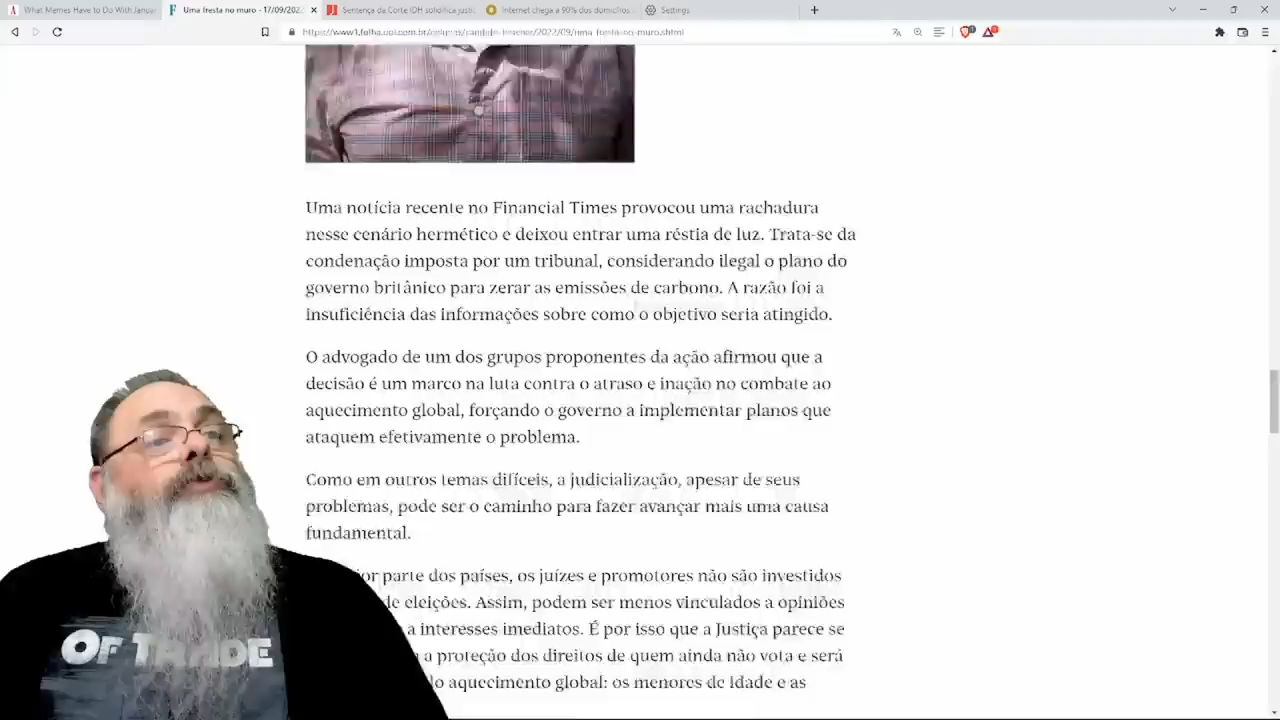 What Memes Have to Do With Januar
Uma fresta no muro - 17/09/202
Sentença da Corte IDH solidifica justi
Internet chega a 90% dos domicílios
Settings
https://www1.folha.uol.com.br/colunas/candido-bracher/2022/09/uma-fresta-no-muro.shtml
Uma notícia recente no Financial Times provocou uma rachadura
nesse cenário hermético e deixou entrar uma réstia de luz. Trata-se da
condenação imposta por um tribunal, considerando ilegal o plano do
governo britânico para zerar as emissões de carbono. A razão foi a
insuficiência das informações sobre como o objetivo seria atingido.
O advogado de um dos grupos proponentes da ação afirmou que a
decisão é um marco na luta contra o atraso e inação no combate ao
aquecimento global, forçando o governo a implementar planos que
ataquem efetivamente o problema.
Como em outros temas difíceis, a judicialização, apesar de seus
problemas, pode ser o caminho para fazer avançar mais uma causa
fundamental.
ior parte dos países, os juízes e promotores não são investidos
de eleições. Assim, podem ser menos vinculados a opiniões
a interesses imediatos. É por isso que a Justiça parece se
a proteção dos direitos de quem ainda não vota e será
lo aquecimento global: os menores de idade e as
OF TRADE